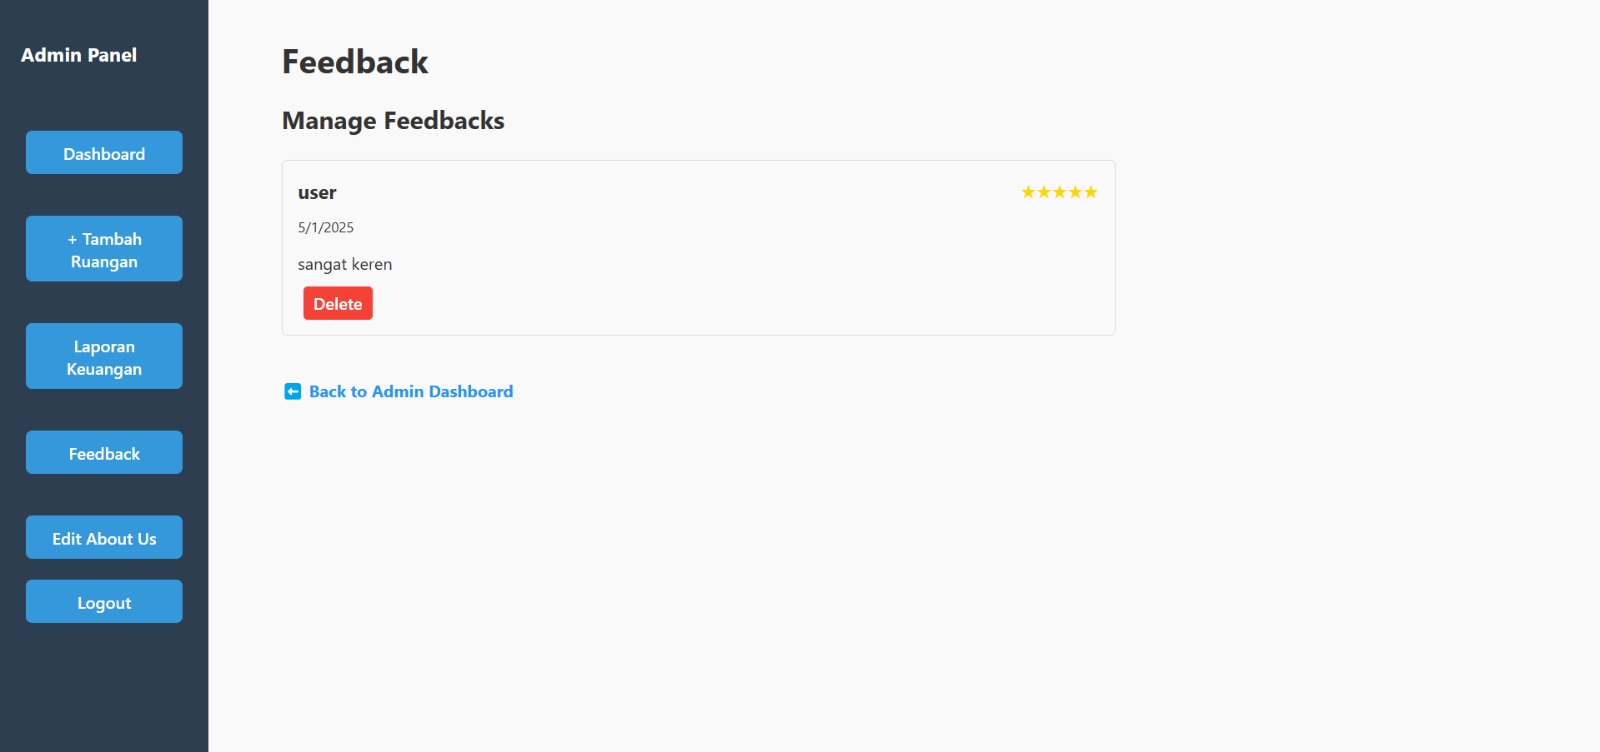 Admin Panel
Dashboard
+ Tambah
Ruangan
Laporan
Keuangan
Feedback
Edit About Us
Logout
Feedback
Manage Feedbacks
user ★★★★★
5/1/2025
sangat keren
Delete
⬅ Back to Admin Dashboard